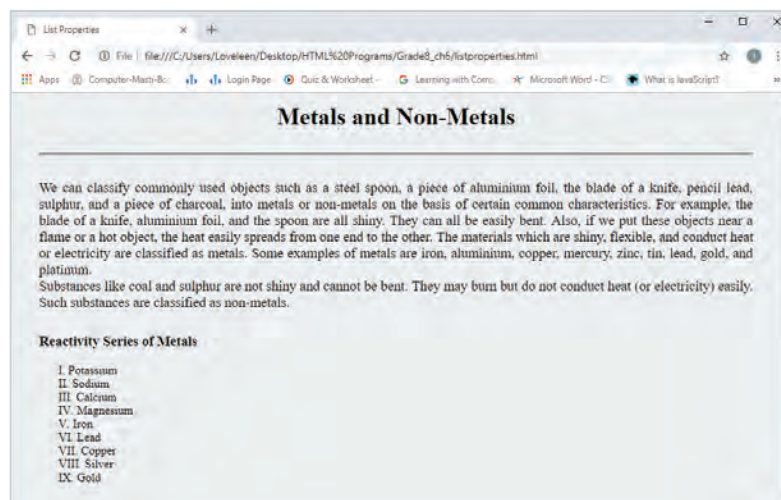 List Properties
File | file:///C:/Users/Loveleen/Desktop/HTML%20Programs/Grade8_ch6/listproperties.html
Apps Computer-Masti-Bo Login Page Quiz & Worksheet - Learning with Comp Microsoft Word - C What is JavaScript?
Metals and Non-Metals
We can classify commonly used objects such as a steel spoon, a piece of aluminium foil, the blade of a knife, pencil lead,
sulphur, and a piece of charcoal, into metals or non-metals on the basis of certain common characteristics. For example, the
blade of a knife, aluminium foil, and the spoon are all shiny. They can all be easily bent. Also, if we put these objects near a
flame or a hot object, the heat easily spreads from one end to the other. The materials which are shiny, flexible, and conduct heat
or electricity are classified as metals. Some examples of metals are iron, aluminium, copper, mercury, zinc, tin, lead, gold, and
platinum.
Substances like coal and sulphur are not shiny and cannot be bent. They may burn but do not conduct heat (or electricity) easily.
Such substances are classified as non-metals.
Reactivity Series of Metals
I. Potassium
II. Sodium
III. Calcium
IV. Magnesium
V. Iron
VI. Lead
VII. Copper
VIII. Silver
IX. Gold